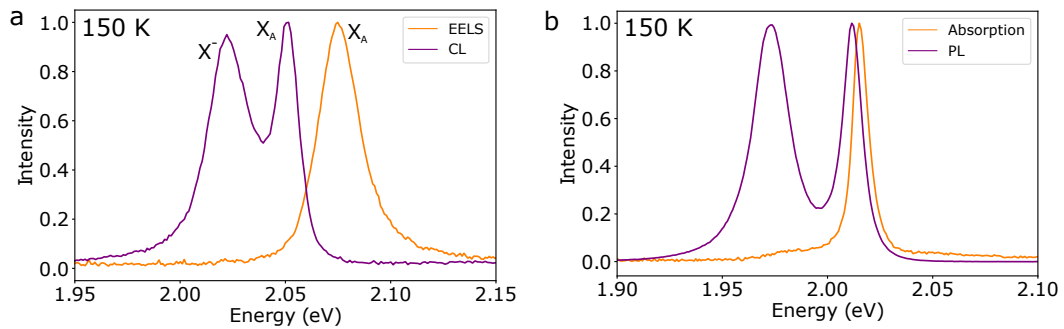 a
150 K
X⁻
X_A
X_A
EELS
CL
Intensity
1.0
0.8
0.6
0.4
0.2
0.0
1.95
2.00
2.05
2.10
2.15
Energy (eV)
b
150 K
Absorption
PL
Intensity
1.0
0.8
0.6
0.4
0.2
0.0
1.90
1.95
2.00
2.05
2.10
Energy (eV)